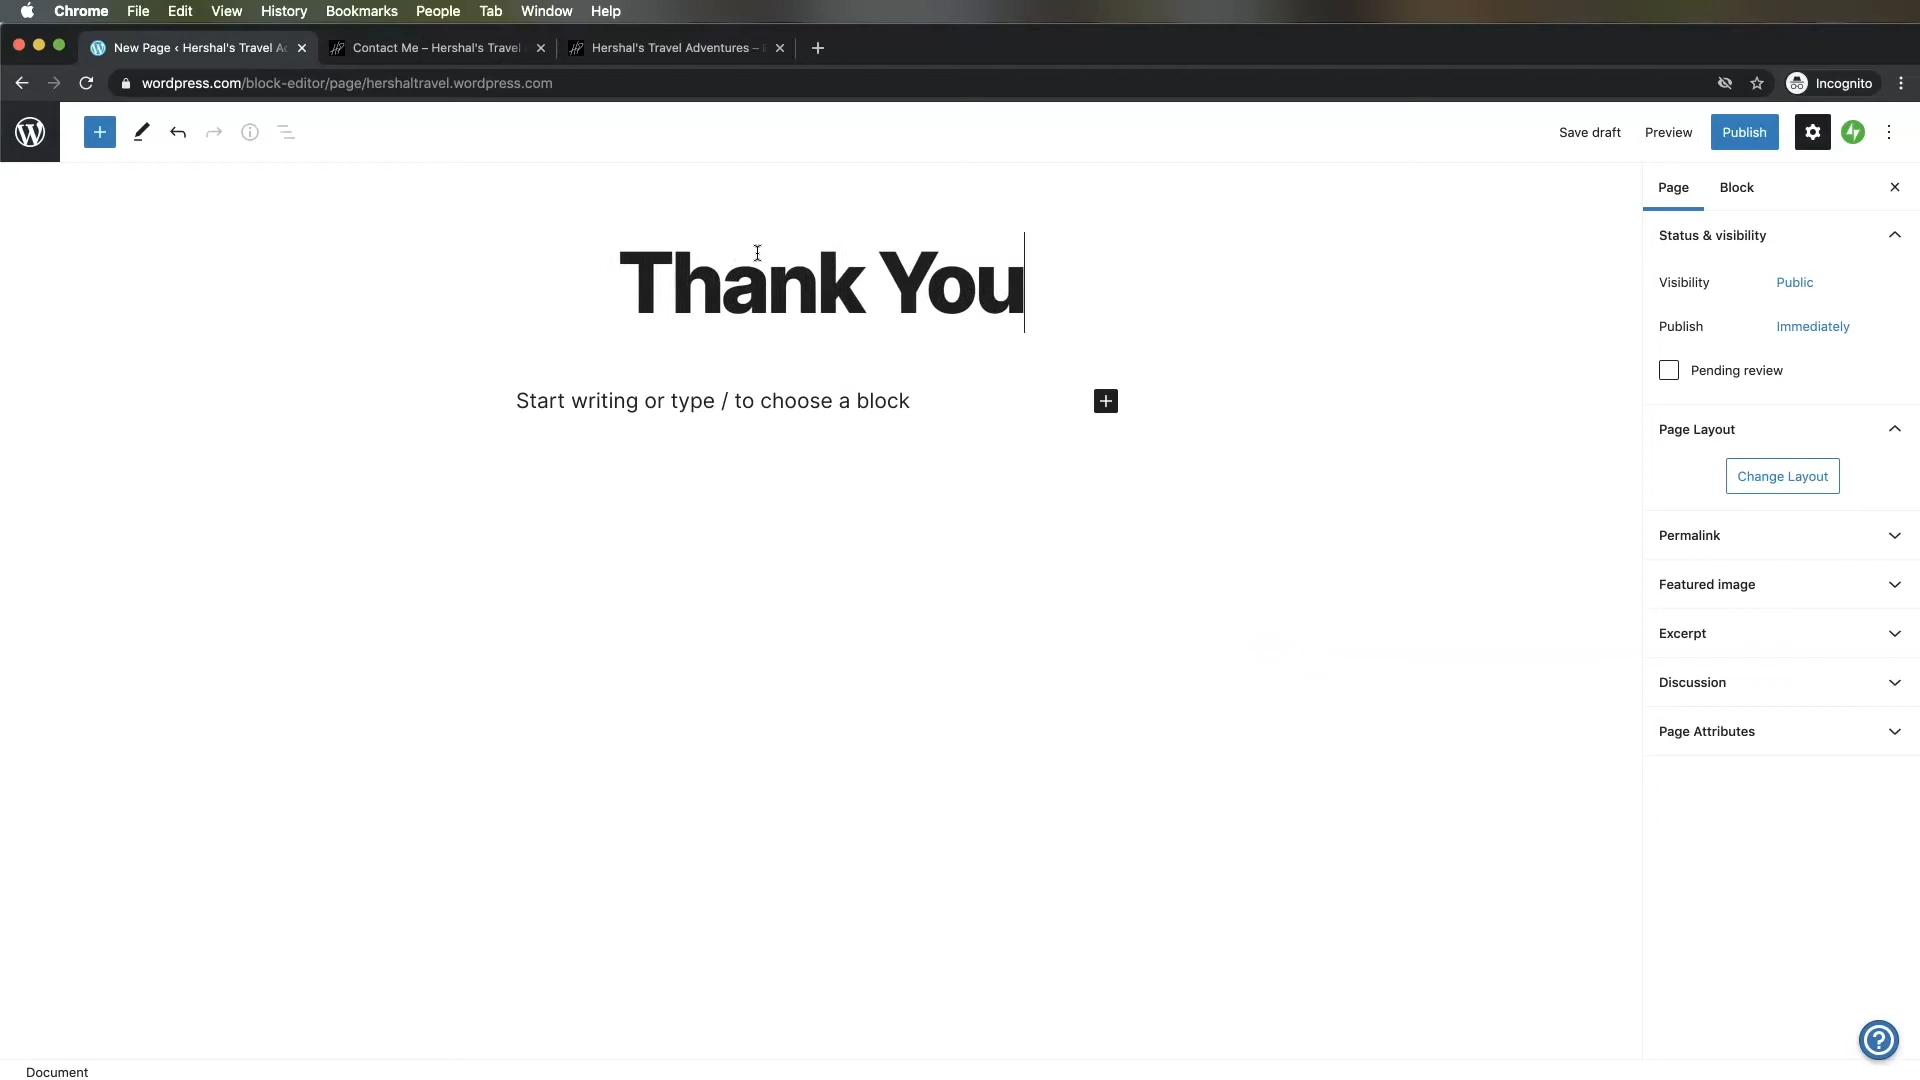 Chrome File Edit View History Bookmarks People Tab Window Help
New Page ‹ Hershal's Travel Ac
Contact Me – Hershal's Travel
Hershal's Travel Adventures –
wordpress.com/block-editor/page/hershaltravel.wordpress.com
Incognito
Save draft Preview Publish
Page Block
Status & visibility
Visibility Public
Publish Immediately
Pending review
Page Layout
Change Layout
Permalink
Featured image
Excerpt
Discussion
Page Attributes
Thank You
Start writing or type / to choose a block
Document